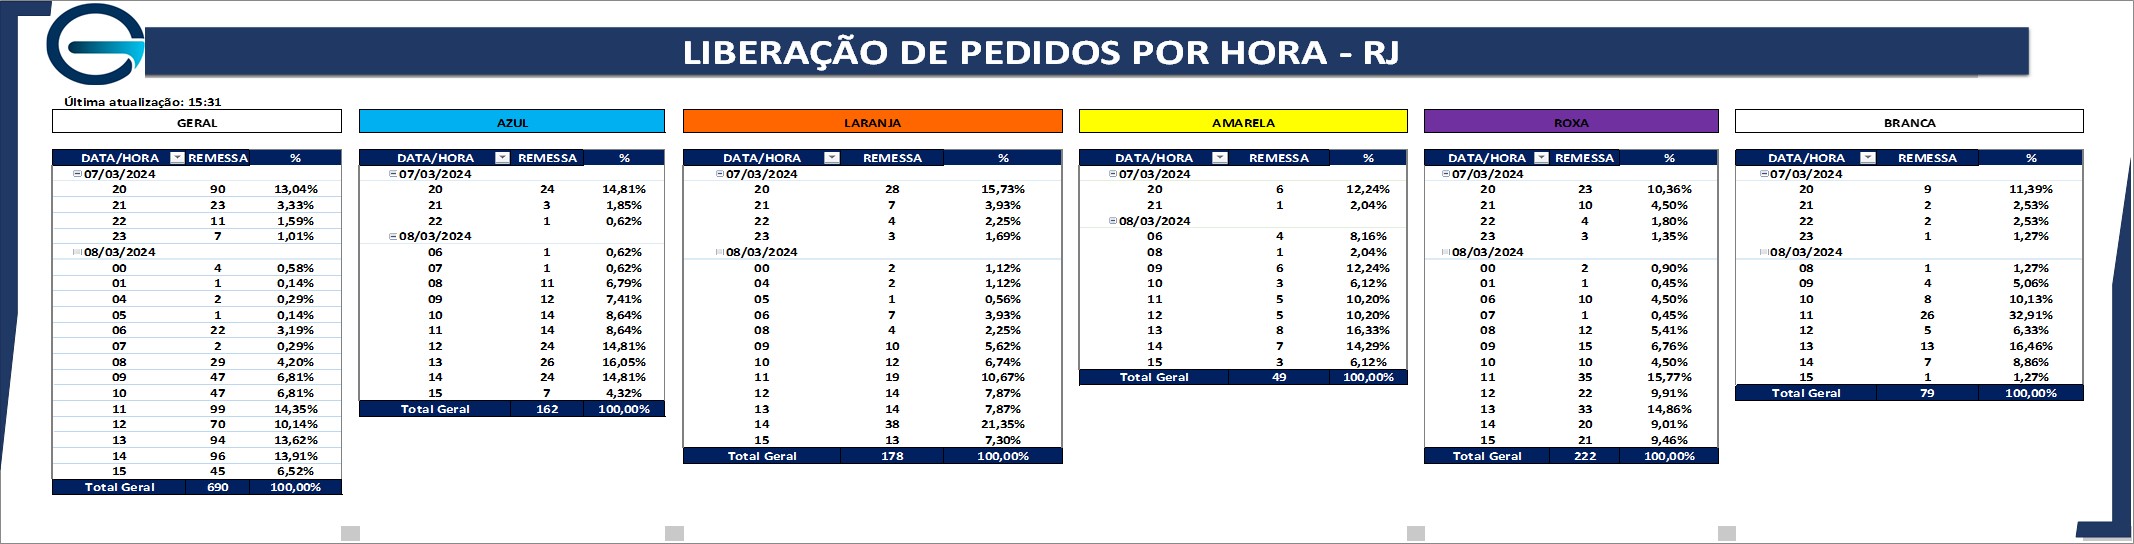 LIBERAÇÃO DE PEDIDOS POR HORA - RJ
Última atualização: 15:31
GERAL
DATA/HORA REMESSA %
07/03/2024
20 90 13,04%
21 23 3,33%
22 11 1,59%
23 7 1,01%
08/03/2024
00 4 0,58%
01 1 0,14%
04 2 0,29%
05 1 0,14%
06 22 3,19%
07 2 0,29%
08 29 4,20%
09 47 6,81%
10 47 6,81%
11 99 14,35%
12 70 10,14%
13 94 13,62%
14 96 13,91%
15 45 6,52%
Total Geral 690 100,00%
AZUL
DATA/HORA REMESSA %
07/03/2024
20 24 14,81%
21 3 1,85%
22 1 0,62%
08/03/2024
06 1 0,62%
07 1 0,62%
08 11 6,79%
09 12 7,41%
10 14 8,64%
11 14 8,64%
12 24 14,81%
13 26 16,05%
14 24 14,81%
15 7 4,32%
Total Geral 162 100,00%
LARANJA
DATA/HORA REMESSA %
07/03/2024
20 28 15,73%
21 7 3,93%
22 4 2,25%
23 3 1,69%
08/03/2024
00 2 1,12%
04 2 1,12%
05 1 0,56%
06 7 3,93%
08 4 2,25%
09 10 5,62%
10 12 6,74%
11 19 10,67%
12 14 7,87%
13 14 7,87%
14 38 21,35%
15 13 7,30%
Total Geral 178 100,00%
AMARELA
DATA/HORA REMESSA %
07/03/2024
20 6 12,24%
21 1 2,04%
08/03/2024
06 4 8,16%
08 1 2,04%
09 6 12,24%
10 3 6,12%
11 5 10,20%
12 5 10,20%
13 8 16,33%
14 7 14,29%
15 3 6,12%
Total Geral 49 100,00%
ROXA
DATA/HORA REMESSA %
07/03/2024
20 23 10,36%
21 10 4,50%
22 4 1,80%
23 3 1,35%
08/03/2024
00 2 0,90%
01 1 0,45%
06 10 4,50%
07 1 0,45%
08 12 5,41%
09 15 6,76%
10 10 4,50%
11 35 15,77%
12 22 9,91%
13 33 14,86%
14 20 9,01%
15 21 9,46%
Total Geral 222 100,00%
BRANCA
DATA/HORA REMESSA %
07/03/2024
20 9 11,39%
21 2 2,53%
22 2 2,53%
23 1 1,27%
08/03/2024
08 1 1,27%
09 4 5,06%
10 8 10,13%
11 26 32,91%
12 5 6,33%
13 13 16,46%
14 7 8,86%
15 1 1,27%
Total Geral 79 100,00%